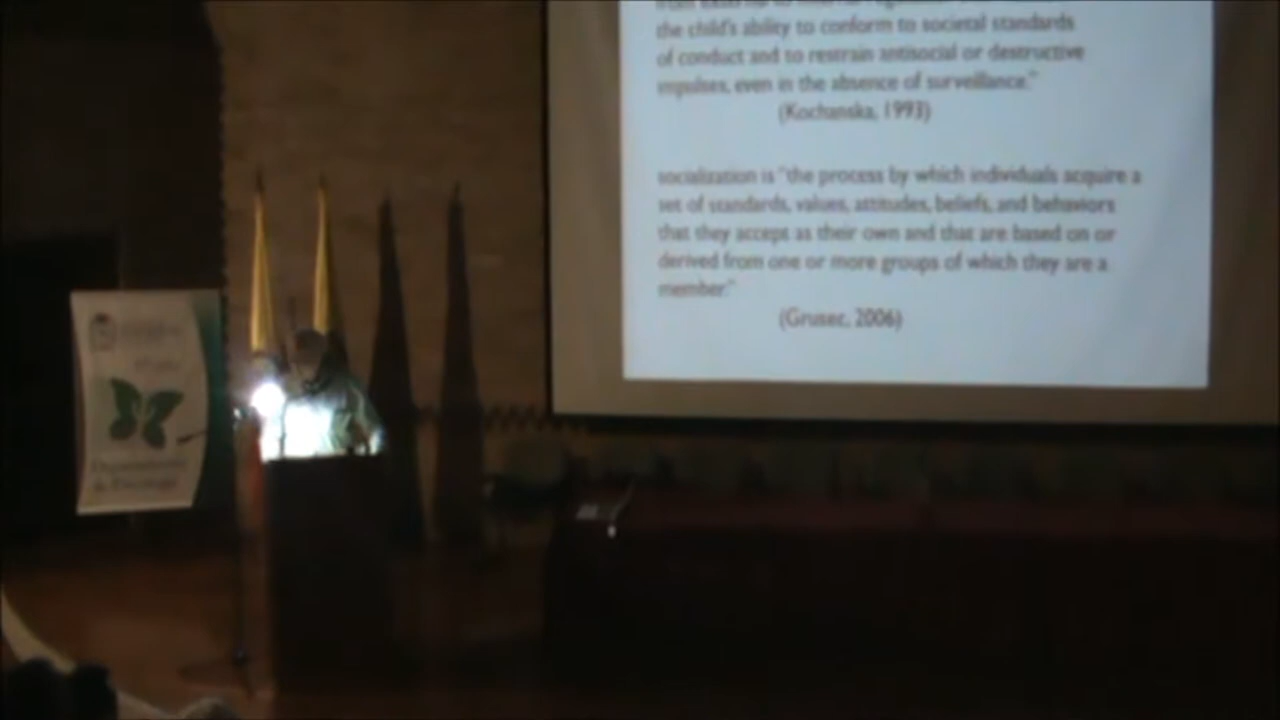 the child's ability to conform to societal standards
of conduct and to restrain antisocial or destructive
impulses, even in the absence of surveillance."
(Kochanska, 1993)
socialization is "the process by which individuals acquire a
set of standards, values, attitudes, beliefs, and behaviors
that they accept as their own and that are based on or
derived from one or more groups of which they are a
member."
(Grusec, 2006)